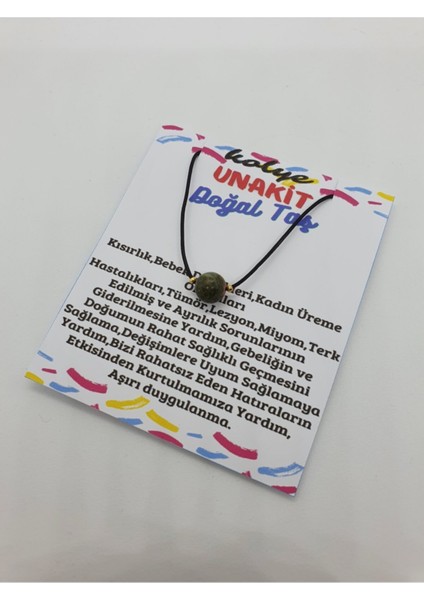 kolye
UNAKİT
Doğal Taş
Kısırlık,Bebek eri,Kadın Üreme
Hastalıkları,Tümör,Lezyon,Miyom,Terk
Edilmiş ve Ayrılık Sorunlarının
Giderilmesine Yardım,Gebeliğin ve
Doğumun Rahat Sağlıklı Geçmesini
Sağlama,Değişimlere Uyum Sağlamaya
Yardım,Bizi Rahatsız Eden Hatıraların
Etkisinden Kurtulmamıza Yardım,
Aşırı duygulanma.